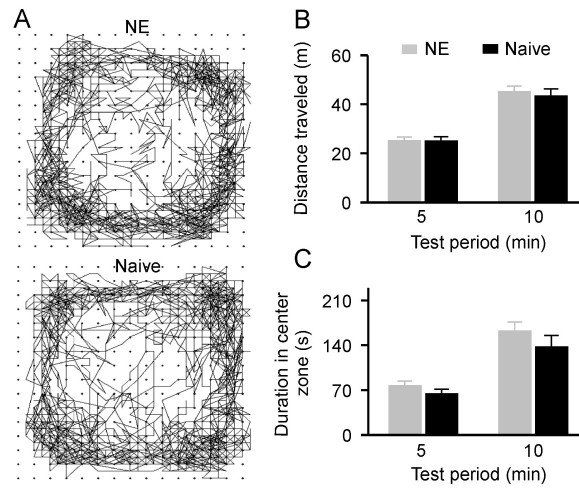 A
NE
Naive
B
NE Naive
Distance traveled (m)
60
40
20
0
5 10
Test period (min)
C
Duration in center
zone (s)
210
140
70
0
5 10
Test period (min)